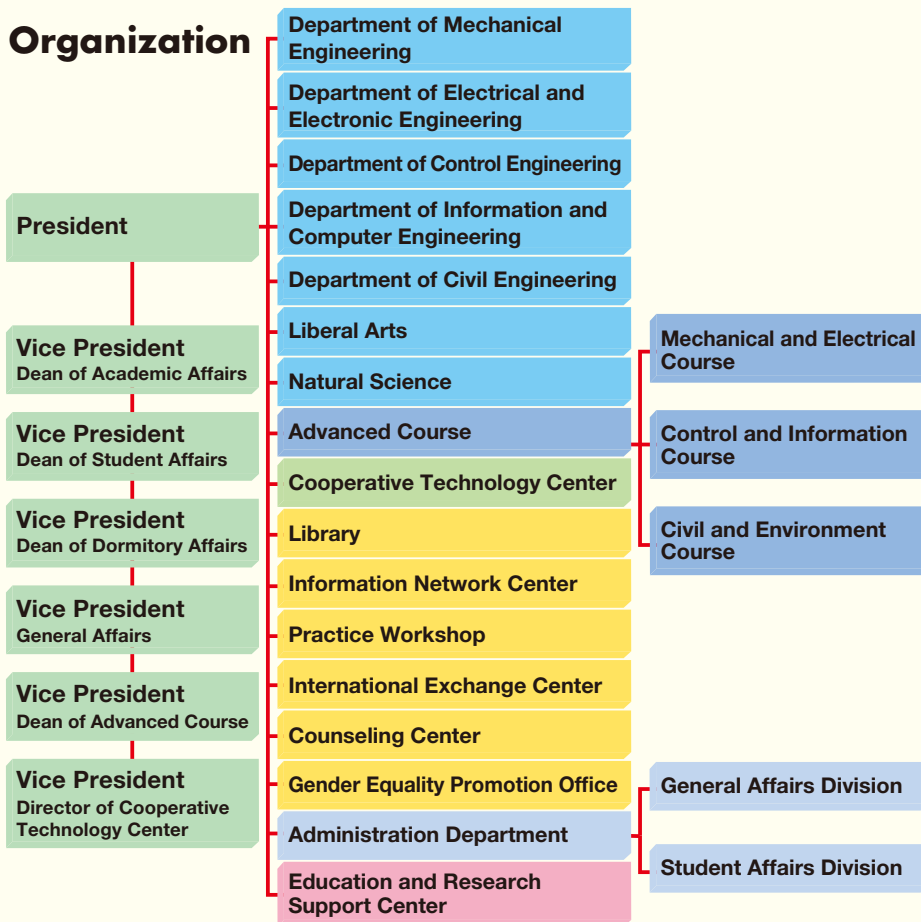 Organization
President
Vice President
Dean of Academic Affairs
Vice President
Dean of Student Affairs
Vice President
Dean of Dormitory Affairs
Vice President
General Affairs
Vice President
Dean of Advanced Course
Vice President
Director of Cooperative
Technology Center
Department of Mechanical
Engineering
Department of Electrical and
Electronic Engineering
Department of Control Engineering
Department of Information and
Computer Engineering
Department of Civil Engineering
Liberal Arts
Natural Science
Advanced Course
Cooperative Technology Center
Library
Information Network Center
Practice Workshop
International Exchange Center
Counseling Center
Gender Equality Promotion Office
Administration Department
Education and Research
Support Center
Mechanical and Electrical
Course
Control and Information
Course
Civil and Environment
Course
General Affairs Division
Student Affairs Division